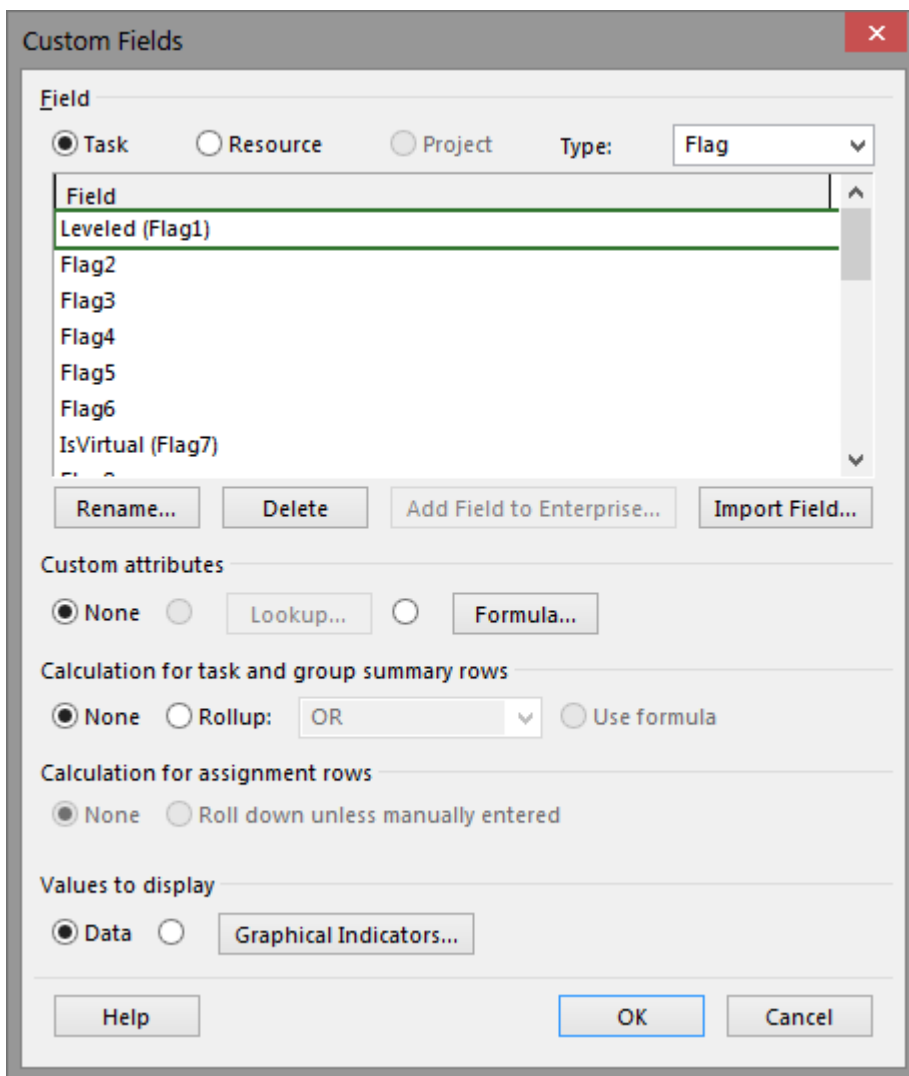 Custom Fields
Field
Task Resource Project Type: Flag
Field
Leveled (Flag1)
Flag2
Flag3
Flag4
Flag5
Flag6
IsVirtual (Flag7)
Rename... Delete Add Field to Enterprise... Import Field...
Custom attributes
None Lookup... Formula...
Calculation for task and group summary rows
None Rollup: OR Use formula
Calculation for assignment rows
None Roll down unless manually entered
Values to display
Data Graphical Indicators...
Help OK Cancel